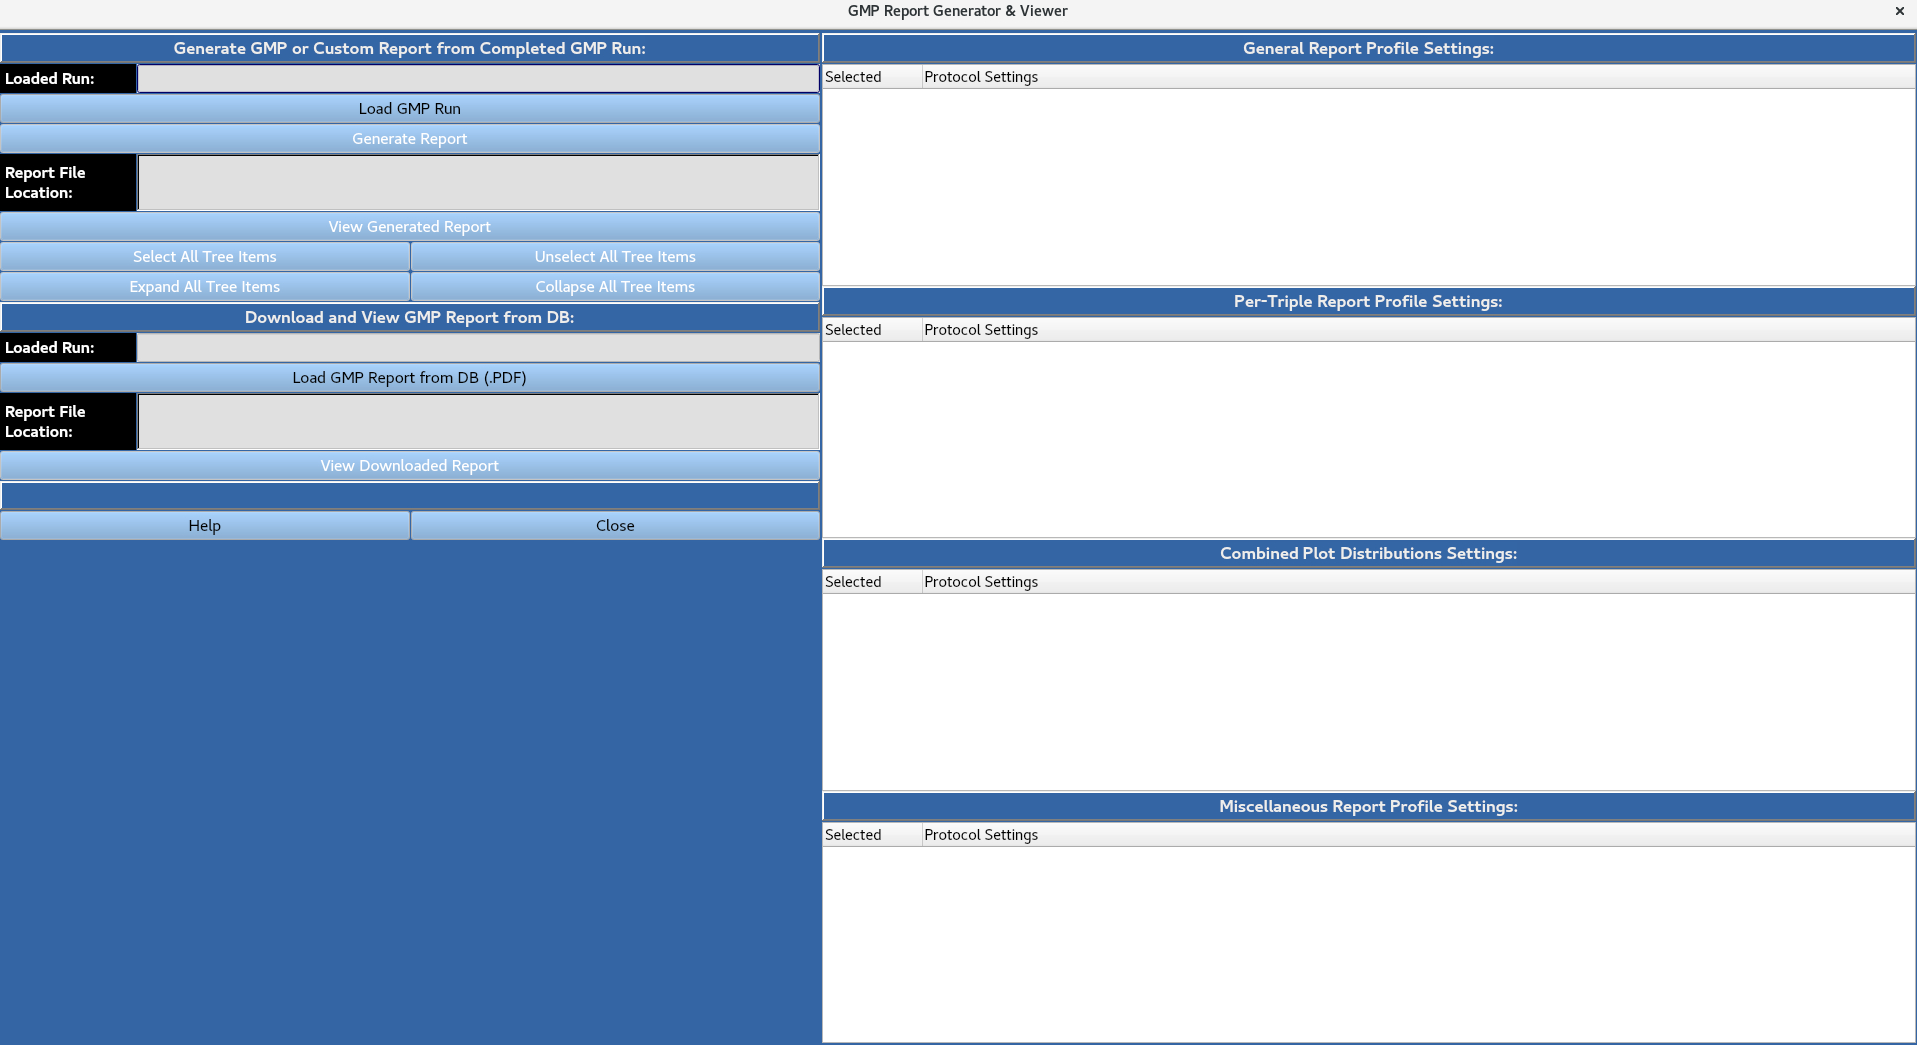 GMP Report Generator & Viewer
Generate GMP or Custom Report from Completed GMP Run:
Loaded Run:
Load GMP Run
Generate Report
Report File
Location:
View Generated Report
Select All Tree Items
Unselect All Tree Items
Expand All Tree Items
Collapse All Tree Items
Download and View GMP Report from DB:
Loaded Run:
Load GMP Report from DB (.PDF)
Report File
Location:
View Downloaded Report
Help
Close
General Report Profile Settings:
Selected
Protocol Settings
Per-Triple Report Profile Settings:
Selected
Protocol Settings
Combined Plot Distributions Settings:
Selected
Protocol Settings
Miscellaneous Report Profile Settings:
Selected
Protocol Settings